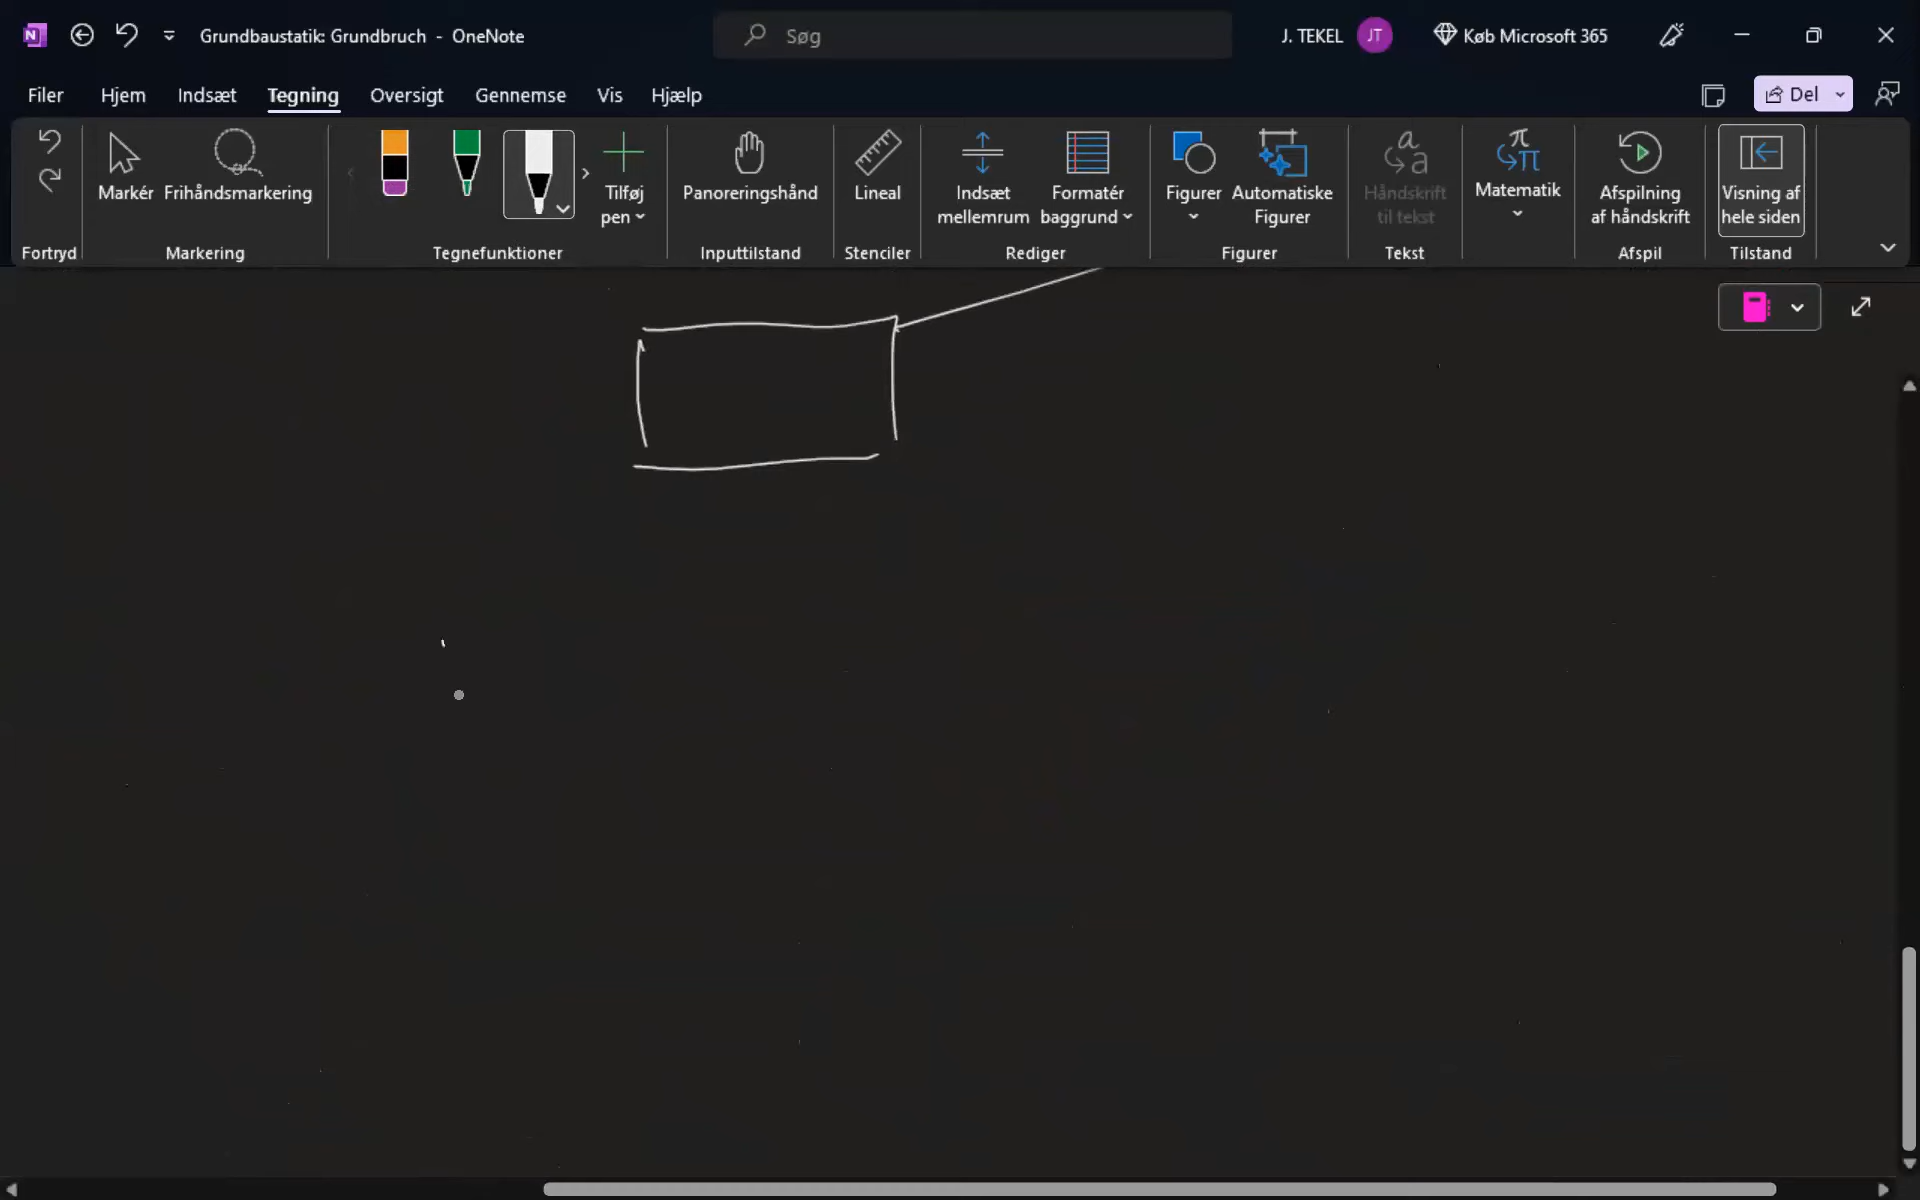 Grundbaustatik: Grundbruch - OneNote
Søg
J. TEKEL
JT
Køb Microsoft 365
Filer
Hjem
Indsæt
Tegning
Oversigt
Gennemse
Vis
Hjælp
Del
Markér
Frihåndsmarkering
Tilføj
pen
Panoreringshånd
Lineal
Indsæt
mellemrum
Formatér
baggrund
Figurer
Automatiske
Figurer
Håndskrift
til tekst
Matematik
Afspilning
af håndskrift
Visning af
hele siden
Fortryd
Markering
Tegnefunktioner
Inputtilstand
Stenciler
Rediger
Figurer
Tekst
Afspil
Tilstand